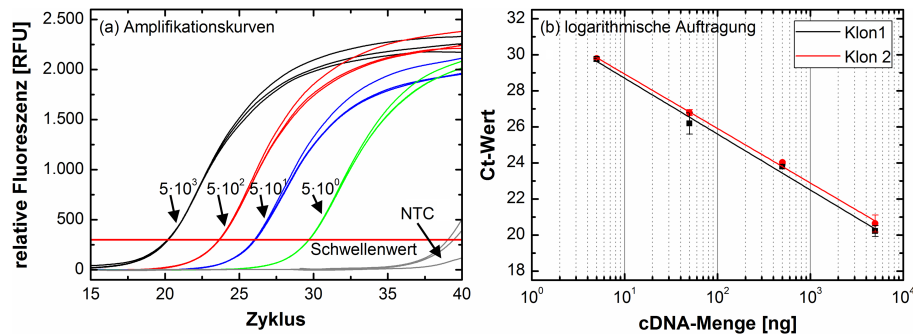 (a) Amplifikationskurven
relative Fluoreszenz [RFU]
2.500
2.000
1.500
1.000
500
0
5·10³
5·10²
5·10¹
5·10⁰
NTC
Schwellenwert
15
20
25
30
35
40
Zyklus
(b) logarithmische Auftragung
Klon1
Klon 2
Ct-Wert
32
30
28
26
24
22
20
18
10⁰
10¹
10²
10³
10⁴
cDNA-Menge [ng]